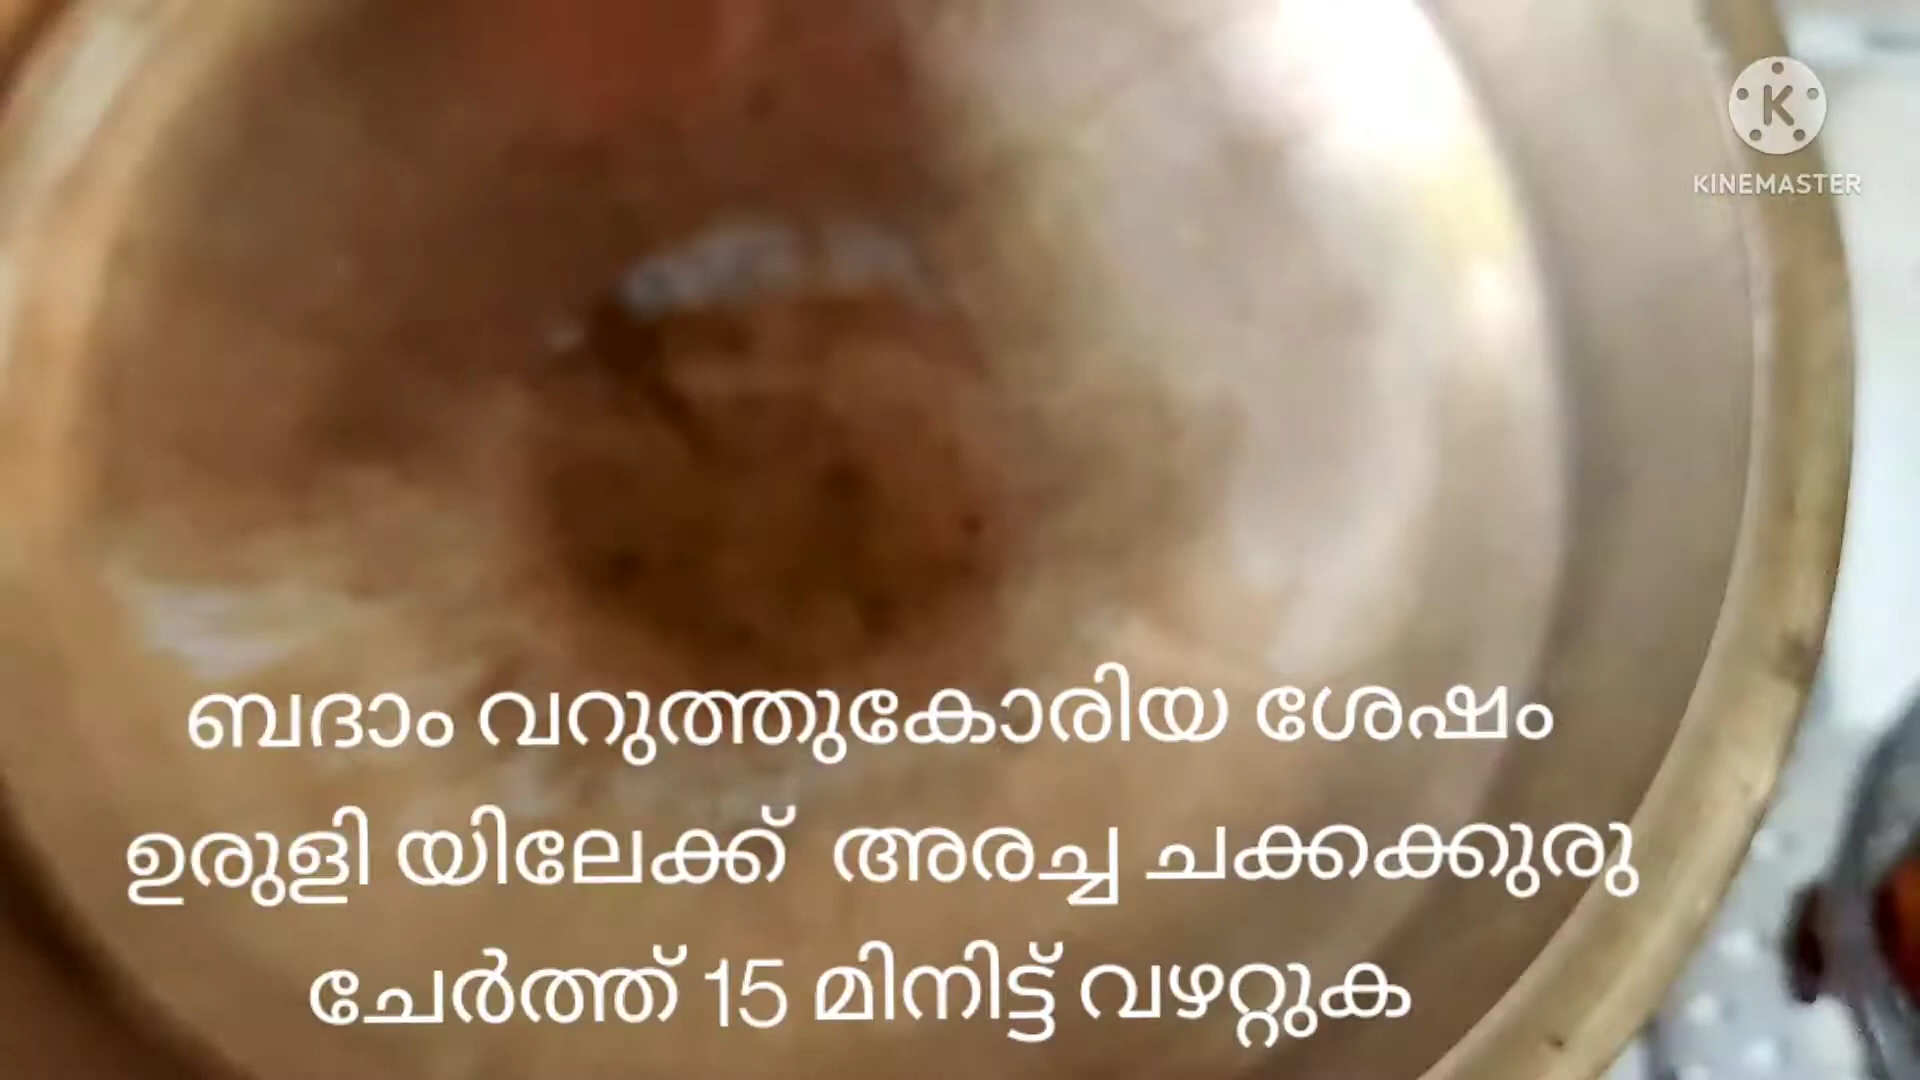 KINEMASTER
ബദാം വറുത്തുകോരിയ ശേഷം
ഉരുളി യിലേക്ക് അരച്ച ചക്കക്കുരു
ചേർത്ത് 15 മിനിട്ട് വഴറ്റുക